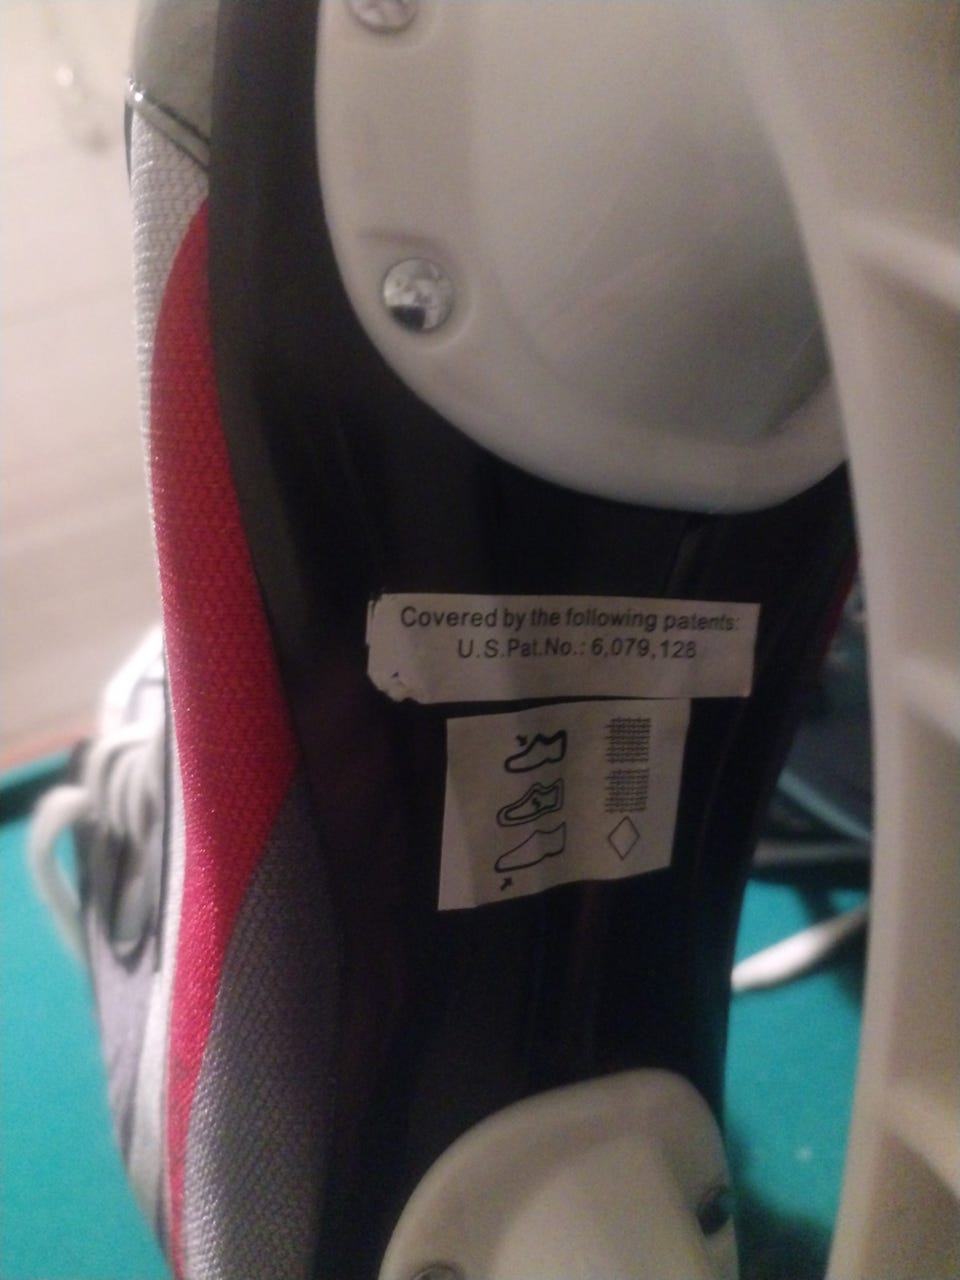 Covered by the following patents:
U.S.Pat.No.: 6,079,128